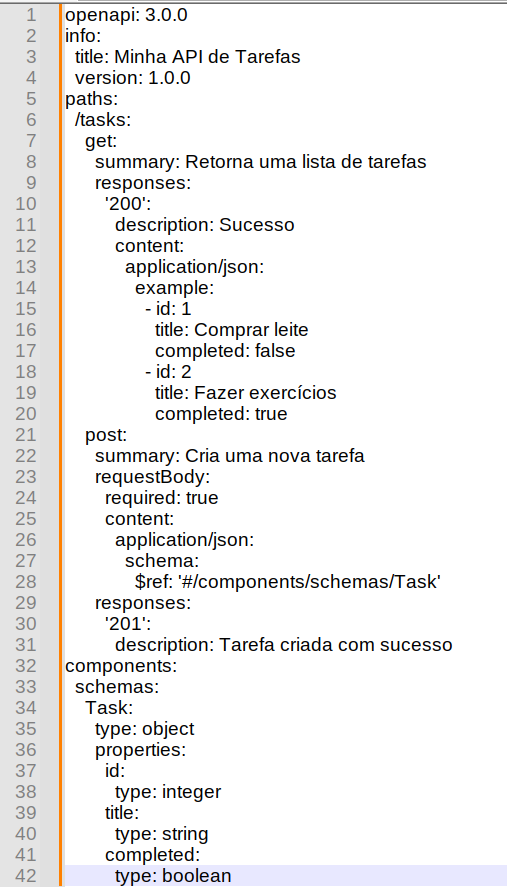 1 openapi: 3.0.0
2 info:
3   title: Minha API de Tarefas
4   version: 1.0.0
5 paths:
6   /tasks:
7     get:
8       summary: Retorna uma lista de tarefas
9       responses:
10         '200':
11           description: Sucesso
12           content:
13             application/json:
14               example:
15                 - id: 1
16                   title: Comprar leite
17                   completed: false
18                 - id: 2
19                   title: Fazer exercícios
20                   completed: true
21     post:
22       summary: Cria uma nova tarefa
23       requestBody:
24         required: true
25         content:
26           application/json:
27             schema:
28               $ref: '#/components/schemas/Task'
29       responses:
30         '201':
31           description: Tarefa criada com sucesso
32 components:
33   schemas:
34     Task:
35       type: object
36       properties:
37         id:
38           type: integer
39         title:
40           type: string
41         completed:
42           type: boolean